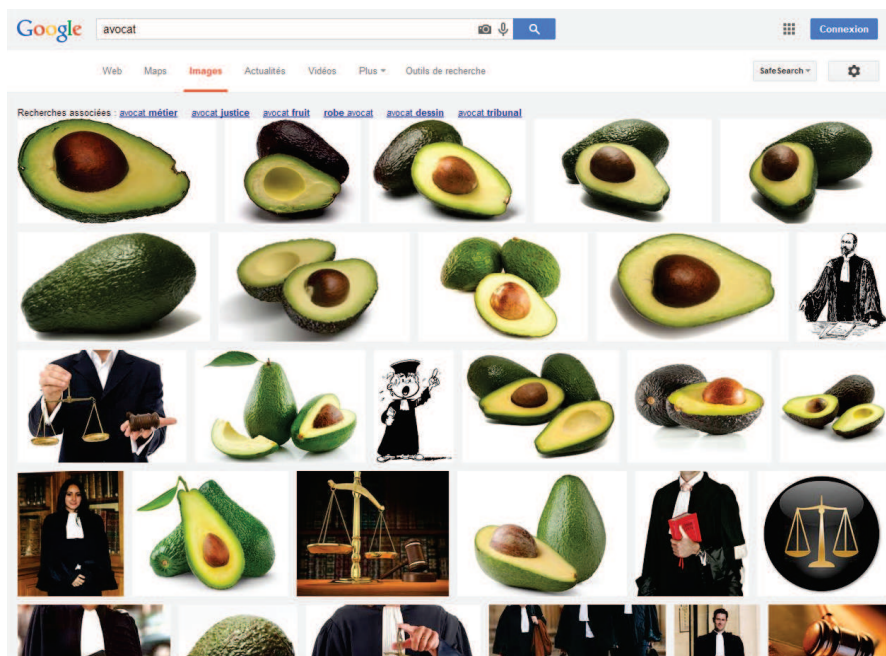 Google avocat Connexion
Web Maps Images Actualités Vidéos Plus Outils de recherche SafeSearch
Recherches associées : avocat métier avocat justice avocat fruit robe avocat avocat dessin avocat tribunal